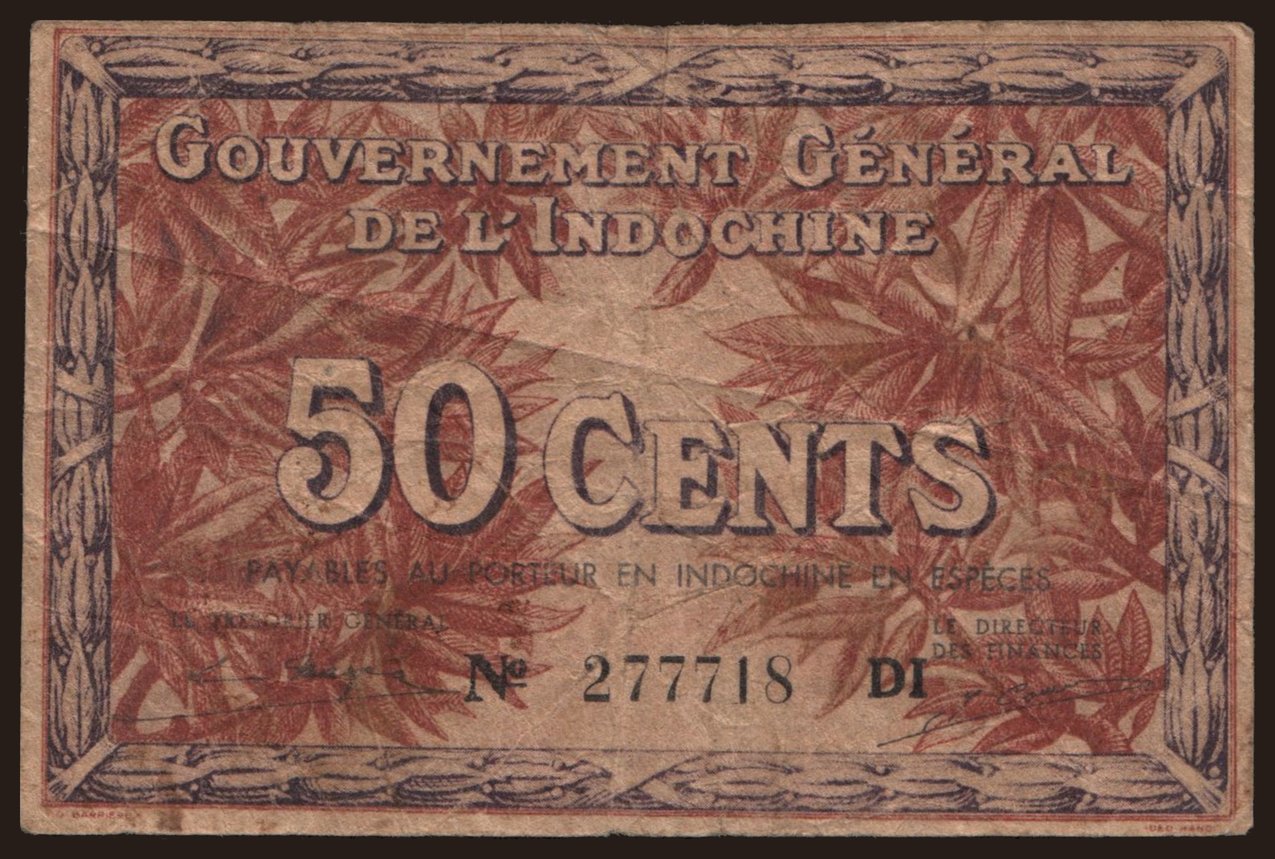 GOUVERNEMENT GÉNÉRAL
DE L'INDOCHINE
50 CENTS
PAYABLES AU PORTEUR EN INDOCHINE EN ESPÈCES
LE TRÉSORIER GÉNÉRAL
LE DIRECTEUR
DES FINANCES
Nº 277718 DI
BARRIÈRE